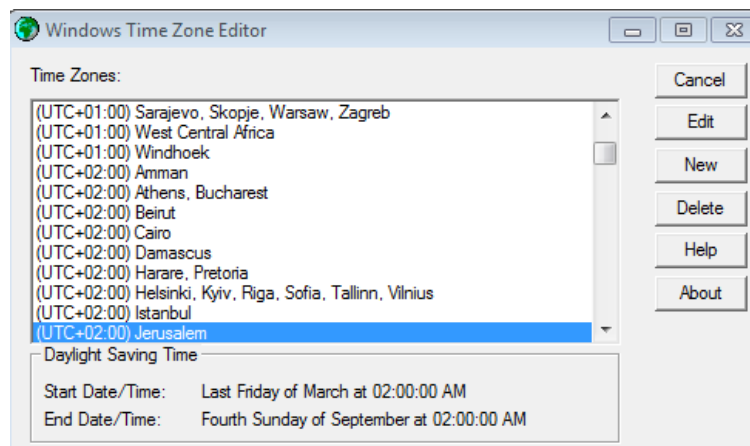 Windows Time Zone Editor
Time Zones:
(UTC+01:00) Sarajevo, Skopje, Warsaw, Zagreb
(UTC+01:00) West Central Africa
(UTC+01:00) Windhoek
(UTC+02:00) Amman
(UTC+02:00) Athens, Bucharest
(UTC+02:00) Beirut
(UTC+02:00) Cairo
(UTC+02:00) Damascus
(UTC+02:00) Harare, Pretoria
(UTC+02:00) Helsinki, Kyiv, Riga, Sofia, Tallinn, Vilnius
(UTC+02:00) Istanbul
(UTC+02:00) Jerusalem
Cancel
Edit
New
Delete
Help
About
Daylight Saving Time
Start Date/Time: Last Friday of March at 02:00:00 AM
End Date/Time: Fourth Sunday of September at 02:00:00 AM